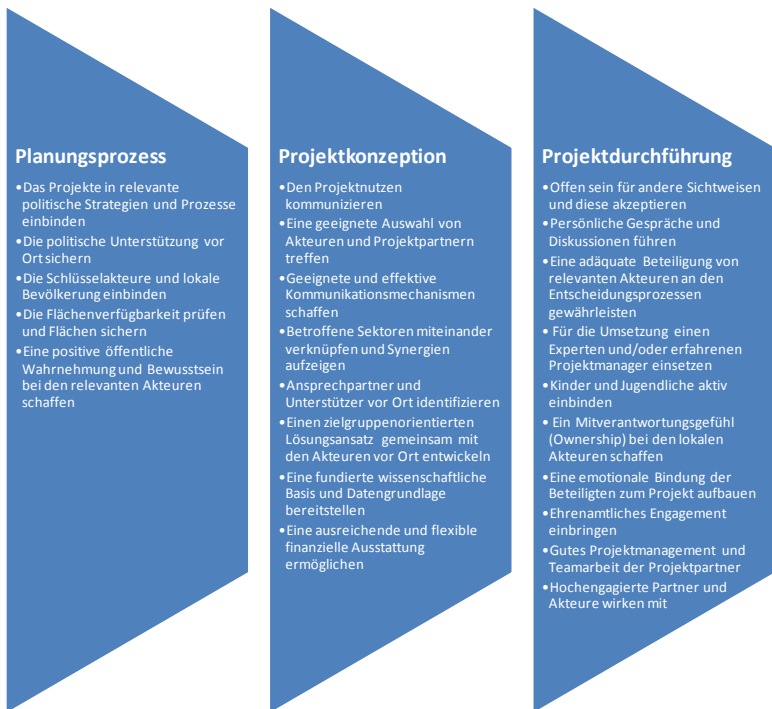 Planungsprozess
•Das Projekte in relevante
politische Strategien und Prozesse
einbinden
•Die politische Unterstützung vor
Ort sichern
•Die Schlüsselakteure und lokale
Bevölkerung einbinden
•Die Flächenverfügbarkeit prüfen
und Flächen sichern
•Eine positive öffentliche
Wahrnehmung und Bewusstsein
bei den relevanten Akteuren
schaffen
Projektkonzeption
•Den Projektnutzen
kommunizieren
•Eine geeignete Auswahl von
Akteuren und Projektpartnern
treffen
•Geeignete und effektive
Kommunikationsmechanismen
schaffen
•Betroffene Sektoren miteinander
verknüpfen und Synergien
aufzeigen
•Ansprechpartner und
Unterstützer vor Ort identifizieren
•Einen zielgruppenorientierten
Lösungsansatz gemeinsam mit
den Akteuren vor Ort entwickeln
•Eine fundierte wissenschaftliche
Basis und Datengrundlage
bereitstellen
•Eine ausreichende und flexible
finanzielle Ausstattung
ermöglichen
Projektdurchführung
•Offen sein für andere Sichtweisen
und diese akzeptieren
•Persönliche Gespräche und
Diskussionen führen
•Eine adäquate Beteiligung von
relevanten Akteuren an den
Entscheidungsprozessen
gewährleisten
• Für die Umsetzung einen
Experten und/oder erfahrenen
Projektmanager einsetzen
•Kinder und Jugendliche aktiv
einbinden
• Ein Mitverantwortungsgefühl
(Ownership) bei den lokalen
Akteuren schaffen
•Eine emotionale Bindung der
Beteiligten zum Projekt aufbauen
•Ehrenamtliches Engagement
einbringen
•Gutes Projektmanagement und
Teamarbeit der Projektpartner
•Hochengagierte Partner und
Akteure wirken mit